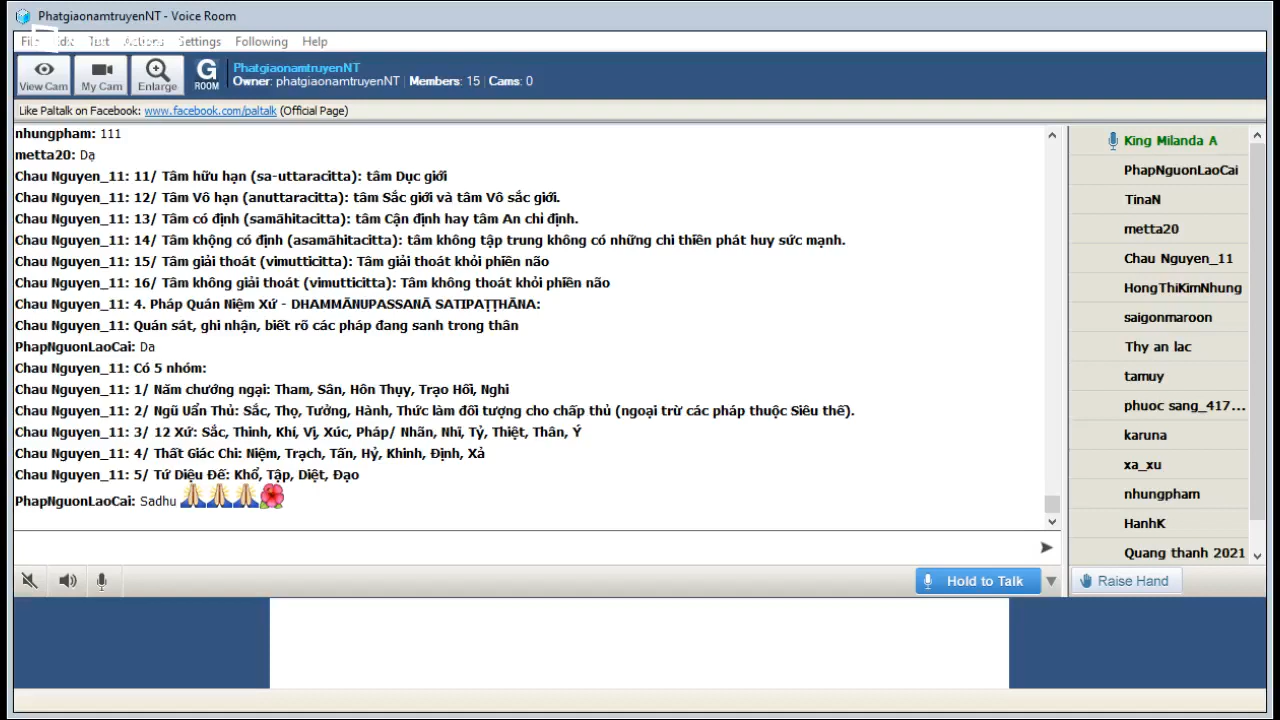 PhatgiaonamtruyenNT - Voice Room
Settings Following Help
View Cam
My Cam
Enlarge
G
ROOM
PhatgiaonamtruyenNT
Owner: phatgiaonamtruyenNT | Members: 15 | Cams: 0
Like Paltalk on Facebook: www.facebook.com/paltalk (Official Page)
nhungpham: 111
metta20: Dạ
Chau Nguyen_11: 11/ Tâm hữu hạn (sa-uttaracitta): tâm Dục giới
Chau Nguyen_11: 12/ Tâm Vô hạn (anuttaracitta): tâm Sắc giới và tâm Vô sắc giới.
Chau Nguyen_11: 13/ Tâm có định (samāhitacitta): tâm Cận định hay tâm An chỉ định.
Chau Nguyen_11: 14/ Tâm không có định (asamāhitacitta): tâm không tập trung không có những chi thiền phát huy sức mạnh.
Chau Nguyen_11: 15/ Tâm giải thoát (vimutticitta): Tâm giải thoát khỏi phiền não
Chau Nguyen_11: 16/ Tâm không giải thoát (vimutticitta): Tâm không thoát khỏi phiền não
Chau Nguyen_11: 4. Pháp Quán Niệm Xứ - DHAMMĀNUPASSANĀ SATIPAṬṬHĀNA:
Chau Nguyen_11: Quán sát, ghi nhận, biết rõ các pháp đang sanh trong thân
PhapNguonLaoCai: Da
Chau Nguyen_11: Có 5 nhóm:
Chau Nguyen_11: 1/ Năm chướng ngại: Tham, Sân, Hôn Thụy, Trạo Hối, Nghi
Chau Nguyen_11: 2/ Ngũ Uẩn Thủ: Sắc, Thọ, Tưởng, Hành, Thức làm đối tượng cho chấp thủ (ngoại trừ các pháp thuộc Siêu thế).
Chau Nguyen_11: 3/ 12 Xứ: Sắc, Thinh, Khí, Vị, Xúc, Pháp/ Nhãn, Nhĩ, Tỷ, Thiệt, Thân, Ý
Chau Nguyen_11: 4/ Thất Giác Chi: Niệm, Trạch, Tấn, Hỷ, Khinh, Định, Xả
Chau Nguyen_11: 5/ Tứ Diệu Đế: Khổ, Tập, Diệt, Đạo
PhapNguonLaoCai: Sadhu
King Milanda A
PhapNguonLaoCai
TinaN
metta20
Chau Nguyen_11
HongThiKimNhung
saigonmaroon
Thy an lac
tamuy
phuoc sang_417...
karuna
xa_xu
nhungpham
HanhK
Quang thanh 2021
Hold to Talk
Raise Hand